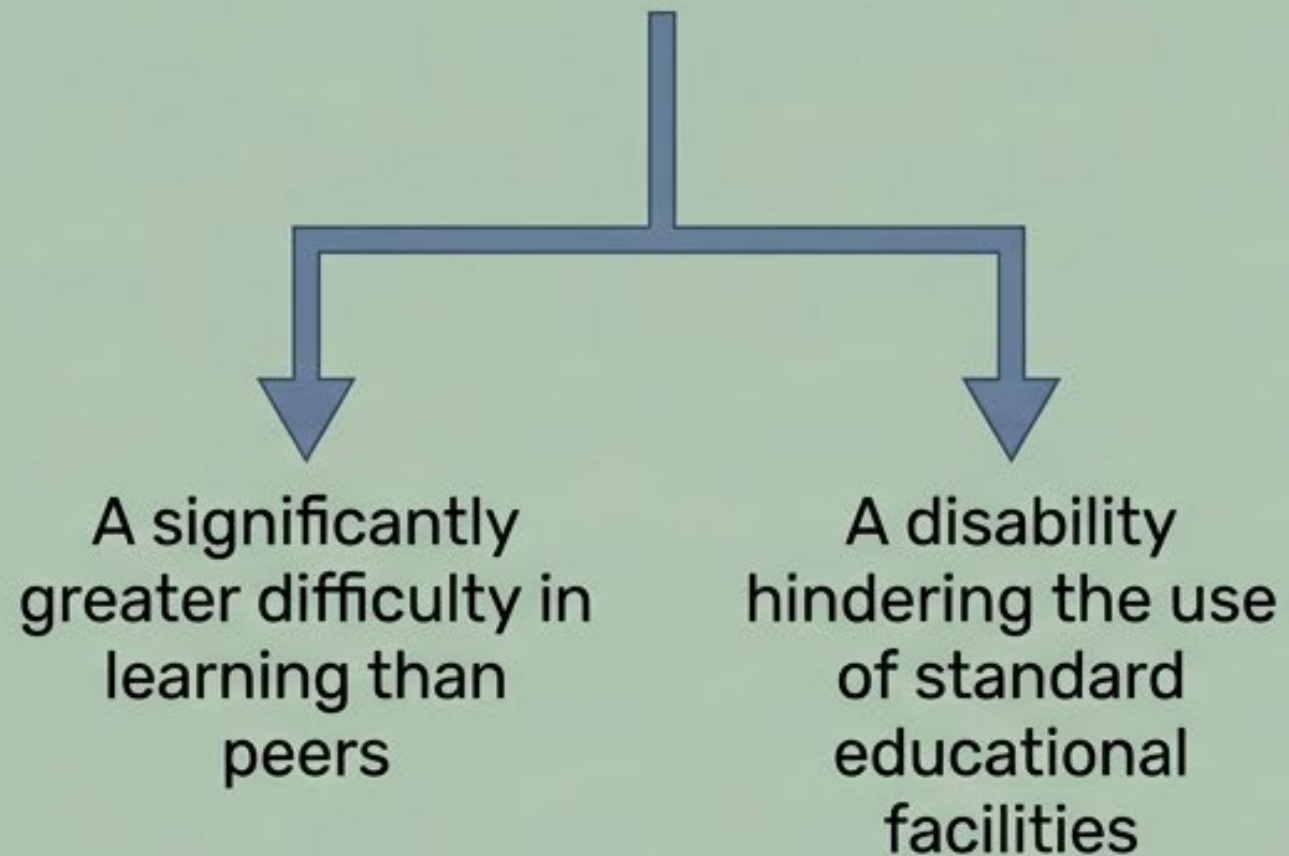 A significantly
greater difficulty in
learning than
peers
A disability
hindering the use
of standard
educational
facilities